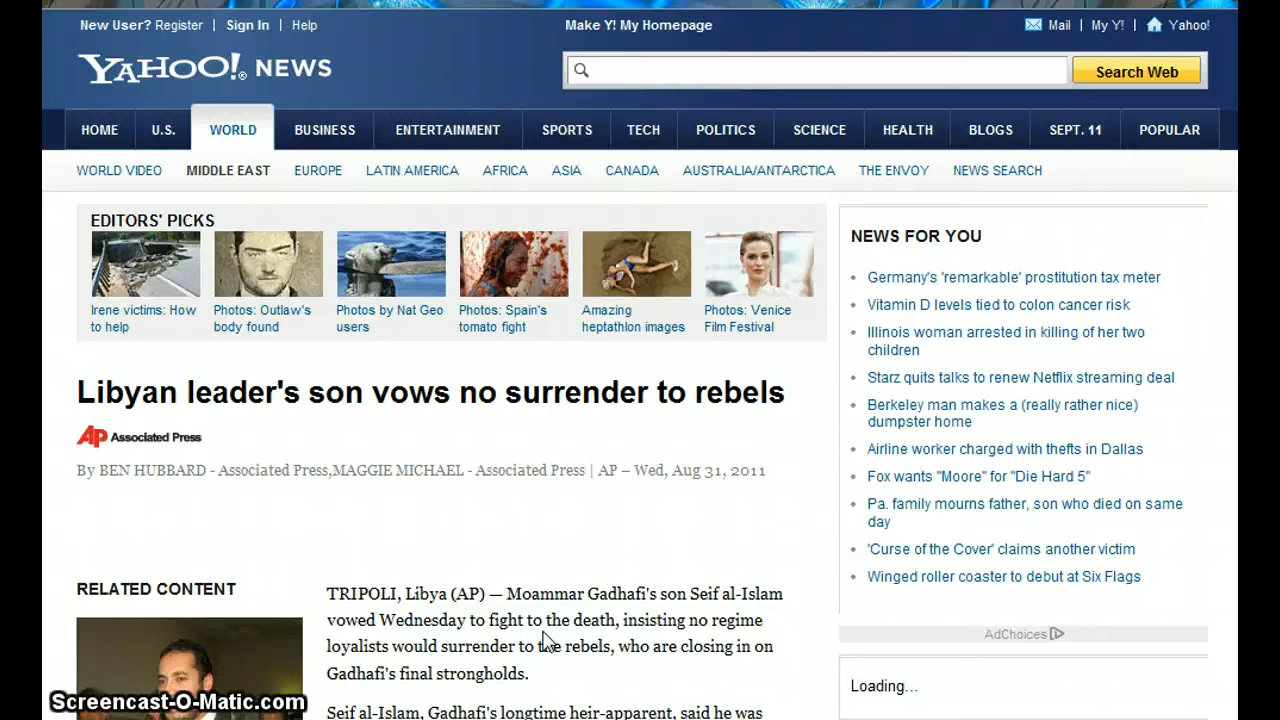 New User? Register | Sign In | Help
Make Y! My Homepage
Mail | My Y! | Yahoo!
YAHOO!® NEWS
Search Web
HOME U.S. WORLD BUSINESS ENTERTAINMENT SPORTS TECH POLITICS SCIENCE HEALTH BLOGS SEPT. 11 POPULAR
WORLD VIDEO MIDDLE EAST EUROPE LATIN AMERICA AFRICA ASIA CANADA AUSTRALIA/ANTARCTICA THE ENVOY NEWS SEARCH
EDITORS' PICKS
Irene victims: How
to help
Photos: Outlaw's
body found
Photos by Nat Geo
users
Photos: Spain's
tomato fight
Amazing
heptathlon images
Photos: Venice
Film Festival
Libyan leader's son vows no surrender to rebels
AP Associated Press
By BEN HUBBARD - Associated Press,MAGGIE MICHAEL - Associated Press | AP – Wed, Aug 31, 2011
RELATED CONTENT
TRIPOLI, Libya (AP) — Moammar Gadhafi's son Seif al-Islam
vowed Wednesday to fight to the death, insisting no regime
loyalists would surrender to the rebels, who are closing in on
Gadhafi's final strongholds.
Seif al-Islam, Gadhafi's longtime heir-apparent, said he was
NEWS FOR YOU
Germany's 'remarkable' prostitution tax meter
Vitamin D levels tied to colon cancer risk
Illinois woman arrested in killing of her two
children
Starz quits talks to renew Netflix streaming deal
Berkeley man makes a (really rather nice)
dumpster home
Airline worker charged with thefts in Dallas
Fox wants "Moore" for "Die Hard 5"
Pa. family mourns father, son who died on same
day
'Curse of the Cover' claims another victim
Winged roller coaster to debut at Six Flags
AdChoices
Loading...
Screencast-O-Matic.com